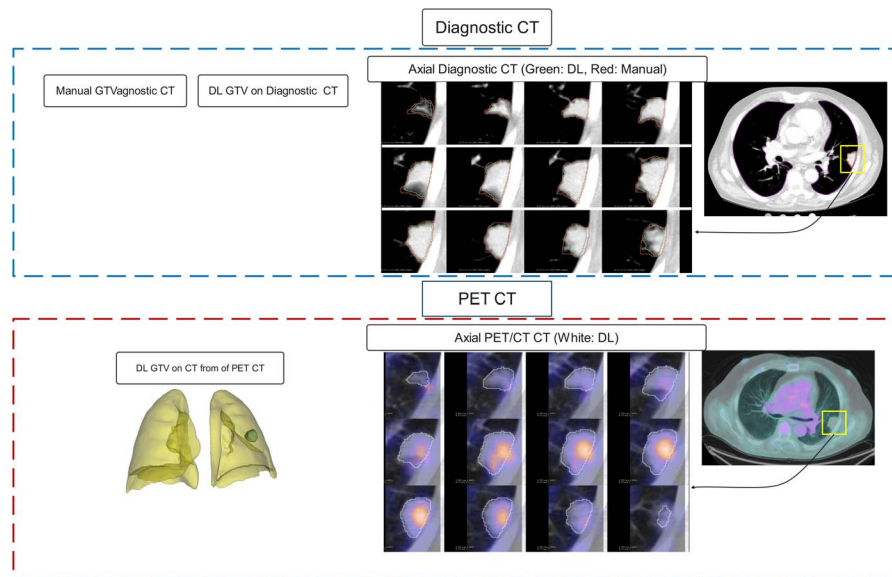 Diagnostic CT
Axial Diagnostic CT (Green: DL, Red: Manual)
Manual GTVagnostic CT
DL GTV on Diagnostic CT
PET CT
Axial PET/CT CT (White: DL)
DL GTV on CT from of PET CT